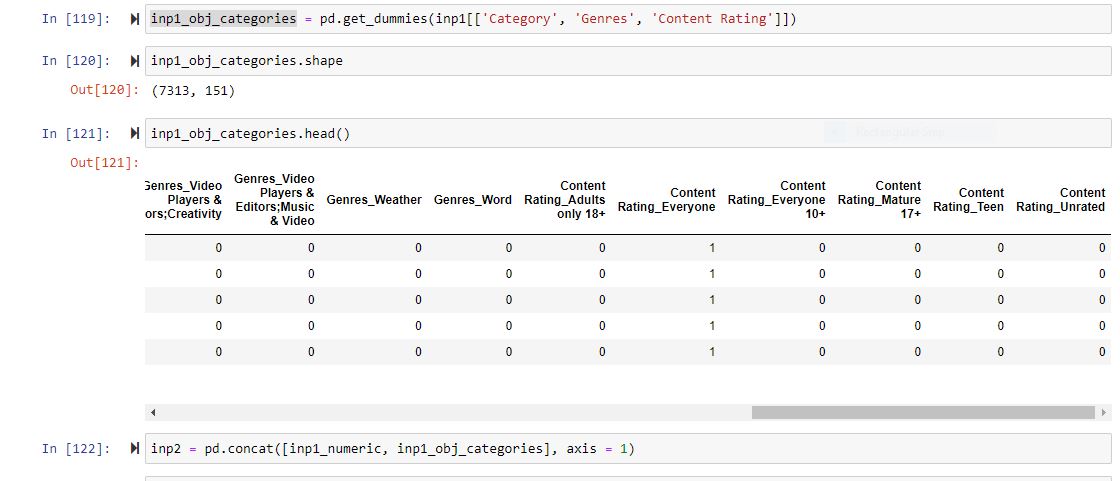 In [119]: inp1_obj_categories = pd.get_dummies(inp1[['Category', 'Genres', 'Content Rating']])
In [120]: inp1_obj_categories.shape
Out[120]: (7313, 151)
In [121]: inp1_obj_categories.head()
Out[121]:
Genres_Video Players & ors;Creativity Genres_Video Players & Editors;Music & Video Genres_Weather Genres_Word Content Rating_Adults only 18+ Content Rating_Everyone Content Rating_Everyone 10+ Content Rating_Mature 17+ Content Rating_Teen Content Rating_Unrated
0 0 0 0 0 1 0 0 0 0
0 0 0 0 0 1 0 0 0 0
0 0 0 0 0 1 0 0 0 0
0 0 0 0 0 1 0 0 0 0
0 0 0 0 0 1 0 0 0 0
In [122]: inp2 = pd.concat([inp1_numeric, inp1_obj_categories], axis = 1)